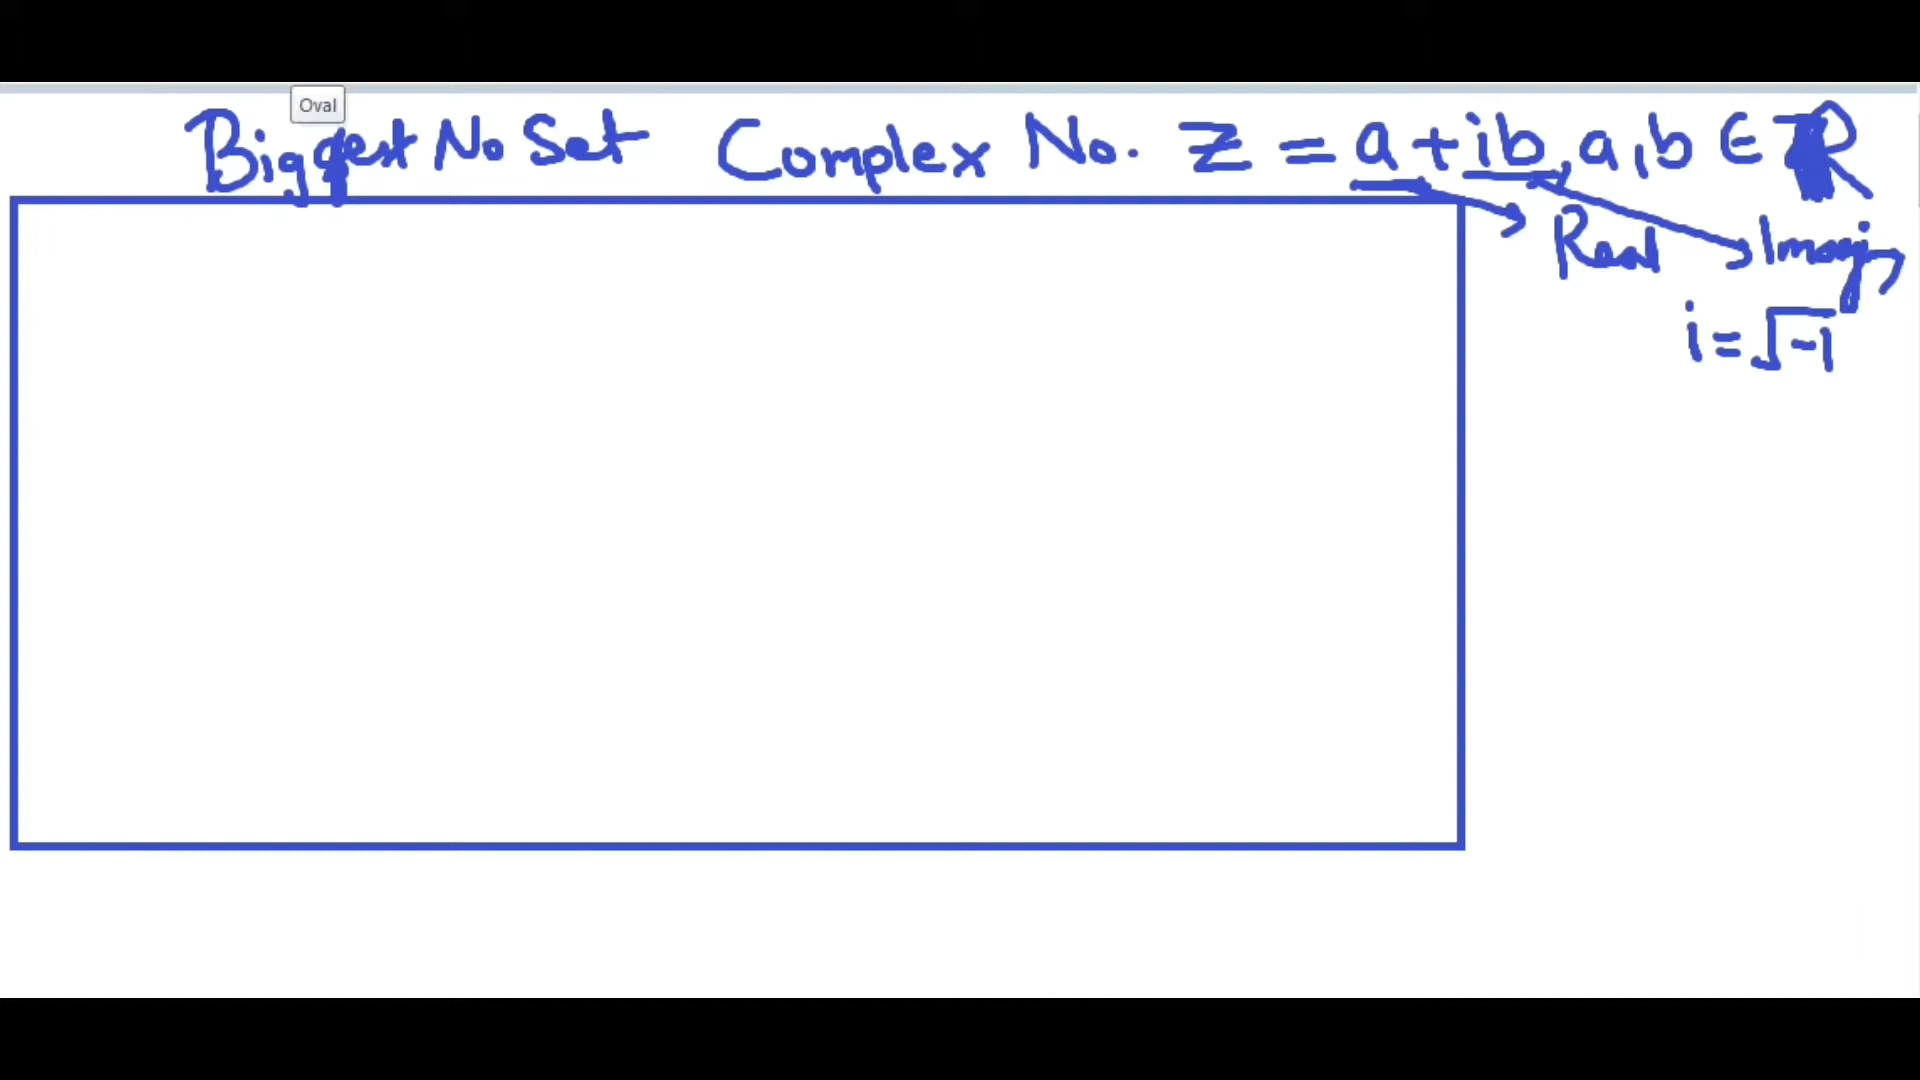 Oval
Biggest No Set Complex No. Z = a + ib, a, b ∈ R
Real
i = √-1